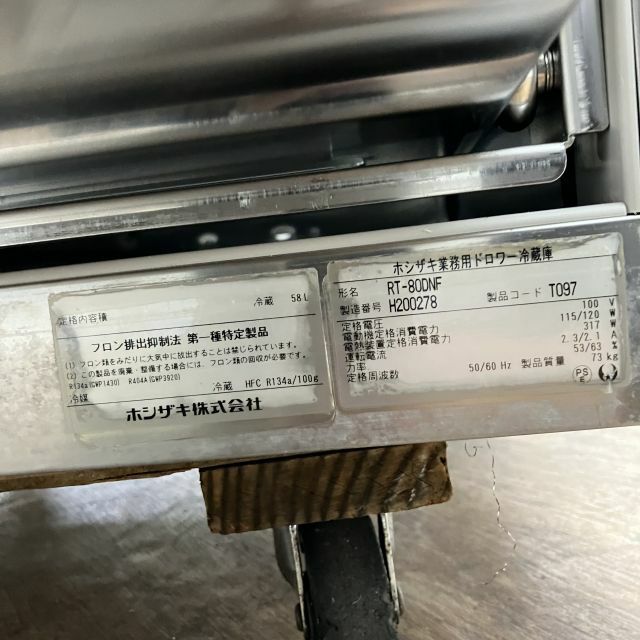 定格内容積 冷蔵 58L
フロン排出抑制法 第一種特定製品
(1) フロン類をみだりに大気中に放出することは禁じられています。
(2) この製品を廃棄・整備する場合には、フロン類の回収が必要です。
R134a(GWP1430) R404A(GWP3920)
冷媒 冷蔵 HFC R134a/100g
ホシザキ株式会社
ホシザキ業務用ドロワー冷蔵庫
形名 RT-80DNF
製造番号 H200278 製品コード T097
定格電圧 100 V
電動機定格消費電力 115/120 W
電熱装置定格消費電力 317 W
運転電流 2.3/2.1 A
力率 53/63 %
定格周波数 50/60 Hz 製品質量 73 kg
PS
E